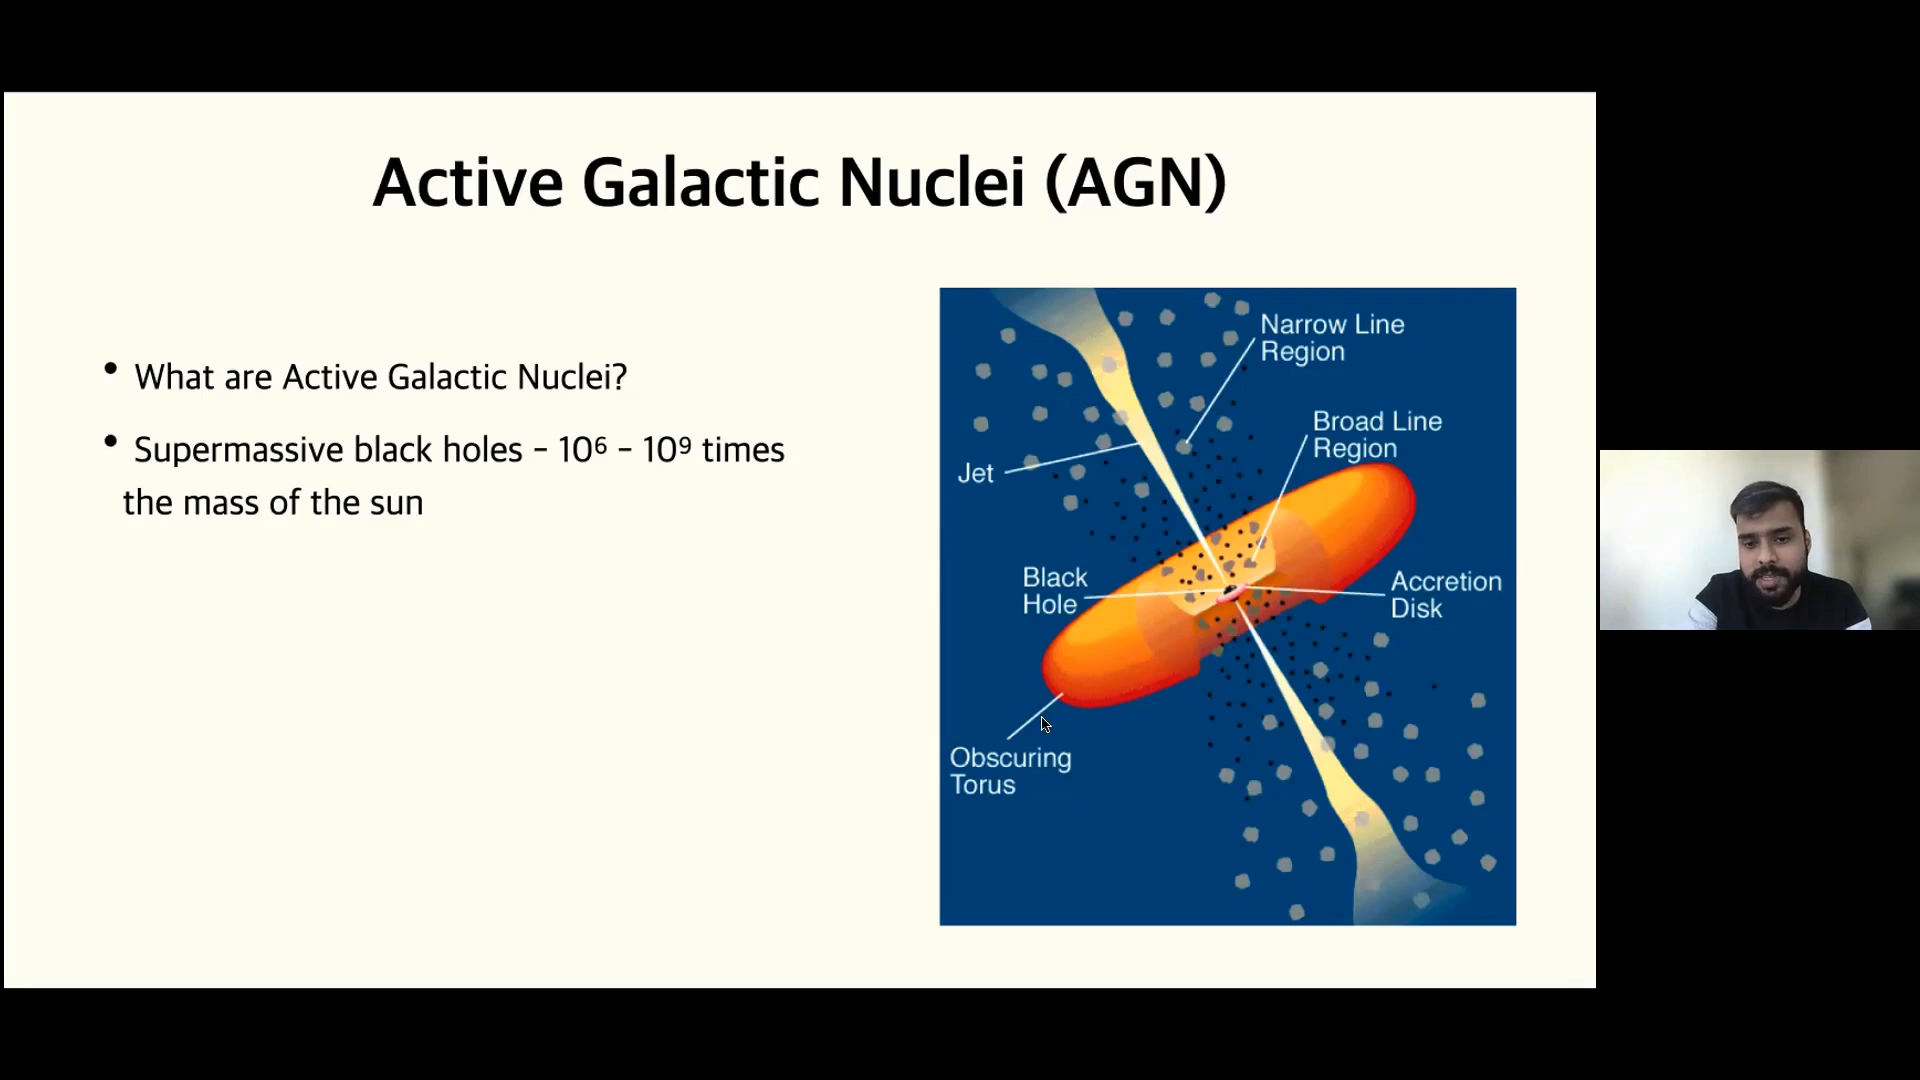 Active Galactic Nuclei (AGN)
• What are Active Galactic Nuclei?
• Supermassive black holes – 10⁶ – 10⁹ times
the mass of the sun
Narrow Line
Region
Broad Line
Region
Jet
Black
Hole
Accretion
Disk
Obscuring
Torus